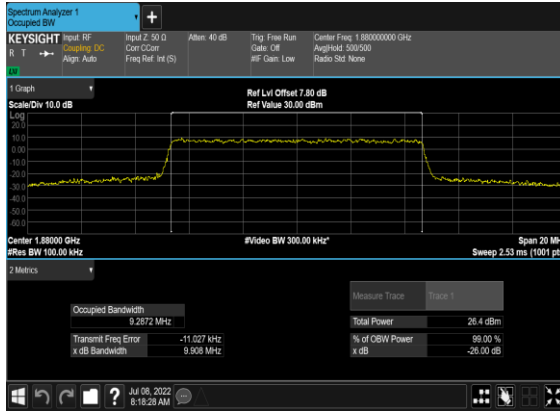 Spectrum Analyzer 1
Occupied BW
KEYSIGHT
R T
LV
Input: RF
Coupling: DC
Align: Auto
Input Z: 50 Ω
Corr CCorr
Freq Ref: Int (S)
Atten: 40 dB
Trig: Free Run
Gate: Off
#IF Gain: Low
Center Freq: 1.880000000 GHz
Avg|Hold: 500/500
Radio Std: None
1 Graph
Scale/Div 10.0 dB
Ref Lvl Offset 7.80 dB
Ref Value 30.00 dBm
Log
20.0
10.0
0.00
-10.0
-20.0
-30.0
-40.0
-50.0
-60.0
Center 1.88000 GHz
#Res BW 100.00 kHz
#Video BW 300.00 kHz*
Span 20 MH
Sweep 2.53 ms (1001 pt
2 Metrics
Measure Trace Trace 1
Occupied Bandwidth
9.2872 MHz
Total Power 26.4 dBm
Transmit Freq Error -11.027 kHz
% of OBW Power 99.00 %
x dB Bandwidth 9.908 MHz
x dB -26.00 dB
?
Jul 08, 2022
8:18:28 AM